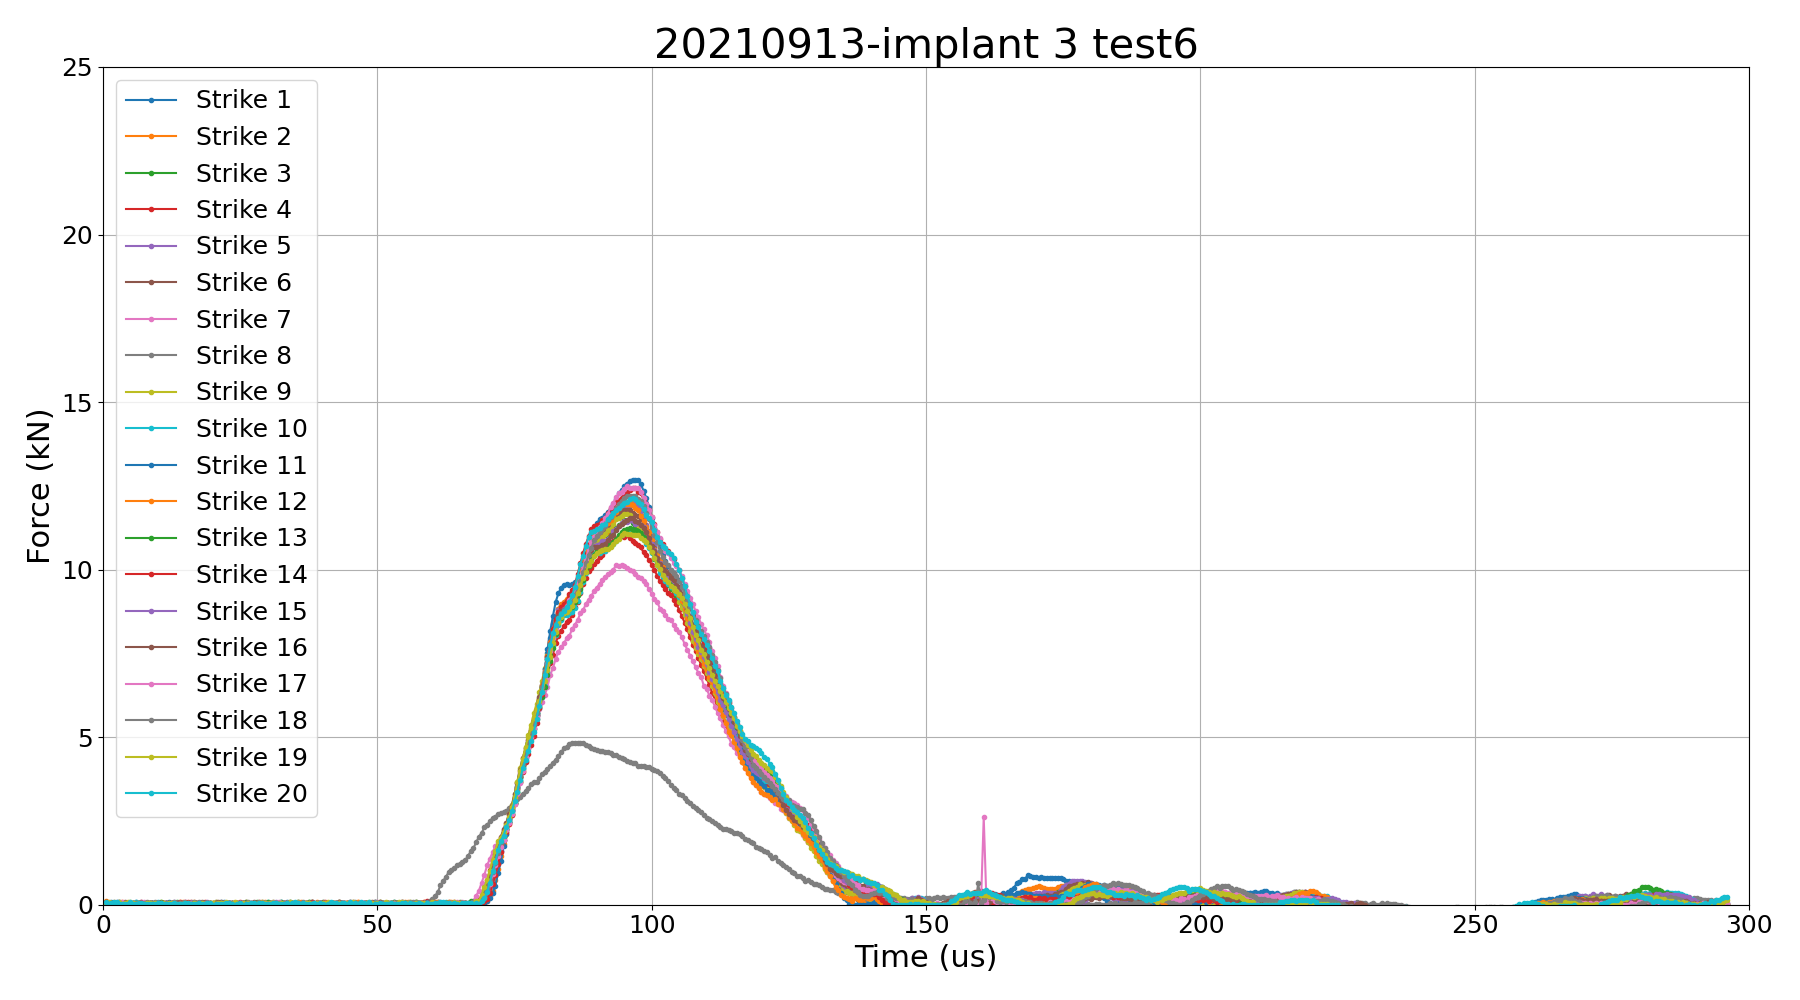 20210913-implant 3 test6
25
20
15
10
5
0
Force (kN)
Strike 1
Strike 2
Strike 3
Strike 4
Strike 5
Strike 6
Strike 7
Strike 8
Strike 9
Strike 10
Strike 11
Strike 12
Strike 13
Strike 14
Strike 15
Strike 16
Strike 17
Strike 18
Strike 19
Strike 20
0 50 100 150 200 250 300
Time (us)